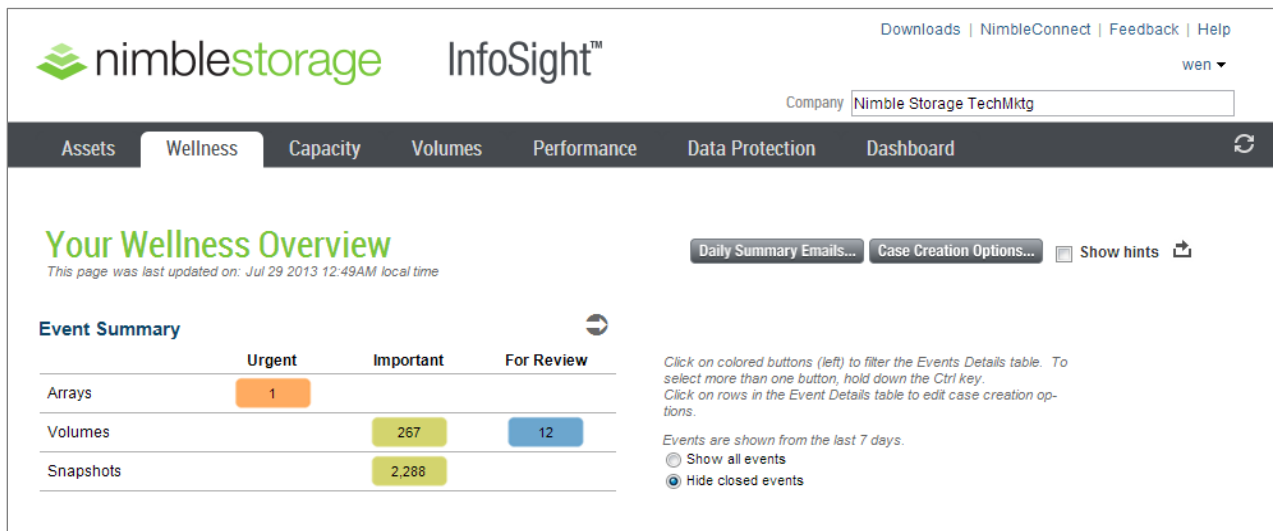 Downloads | NimbleConnect | Feedback | Help
nimblestorage InfoSight™
wen
Company Nimble Storage TechMktg
Assets Wellness Capacity Volumes Performance Data Protection Dashboard
Your Wellness Overview
Daily Summary Emails... Case Creation Options... Show hints
This page was last updated on: Jul 29 2013 12:49AM local time
Event Summary
Urgent Important For Review
Arrays 1
Volumes 267 12
Snapshots 2,288
Click on colored buttons (left) to filter the Events Details table. To
select more than one button, hold down the Ctrl key.
Click on rows in the Event Details table to edit case creation op-
tions.
Events are shown from the last 7 days.
Show all events
Hide closed events